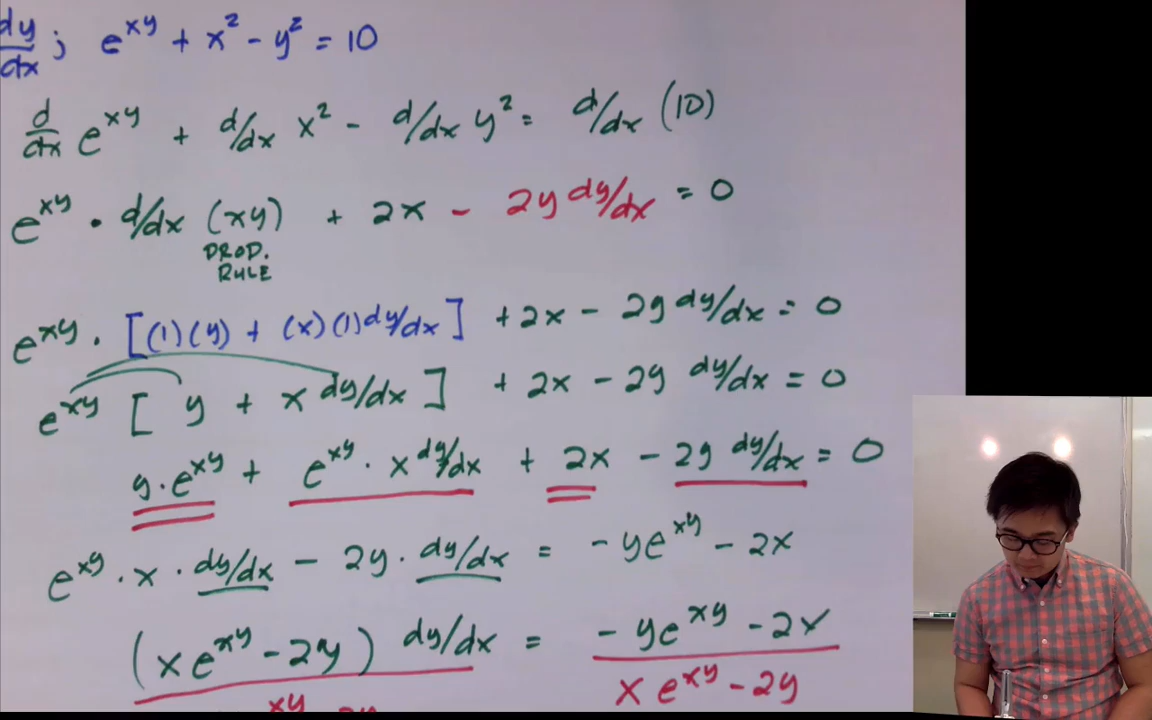 dy/dx ; e^xy + x² - y² = 10
d/dx e^xy + d/dx x² - d/dx y² = d/dx (10)
e^xy · d/dx (xy) + 2x - 2y dy/dx = 0
PROD.
RULE
e^xy · [(1)(y) + (x)(1)dy/dx] + 2x - 2y dy/dx = 0
e^xy [ y + x dy/dx ] + 2x - 2y dy/dx = 0
y·e^xy + e^xy · x dy/dx + 2x - 2y dy/dx = 0
e^xy · x · dy/dx - 2y · dy/dx = -ye^xy - 2x
(xe^xy - 2y) dy/dx = -ye^xy - 2x
xe^xy - 2y